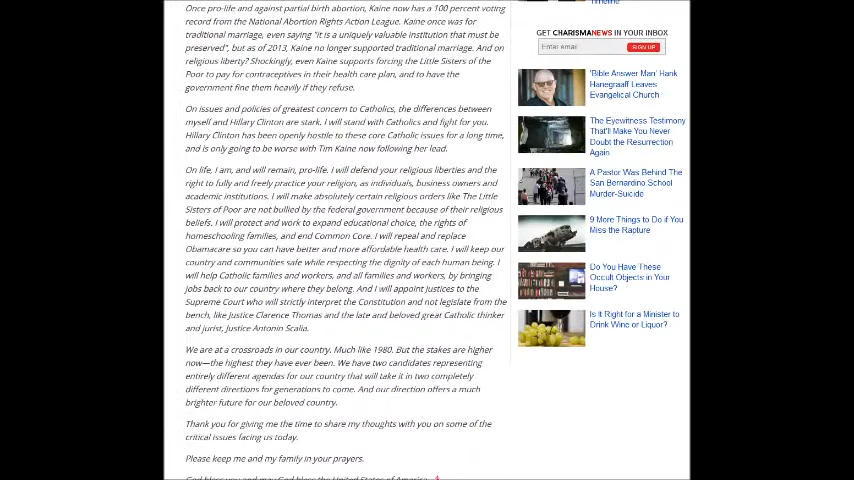 Once pro-life and against partial birth abortion, Kaine now has a 100 percent voting
record from the National Abortion Rights Action League. Kaine once was for
traditional marriage, even saying "it is a uniquely valuable institution that must be
preserved", but as of 2013, Kaine no longer supported traditional marriage. And on
religious liberty? Shockingly, even Kaine supports forcing the Little Sisters of the
Poor to pay for contraceptives in their health care plan, and to have the
government fine them heavily if they refuse.
On issues and policies of greatest concern to Catholics, the differences between
myself and Hillary Clinton are stark. I will stand with Catholics and fight for you.
Hillary Clinton has been openly hostile to these core Catholic issues for a long time,
and is only going to be worse with Tim Kaine now following her lead.
On life, I am, and will remain, pro-life. I will defend your religious liberties and the
right to fully and freely practice your religion, as individuals, business owners and
academic institutions. I will make absolutely certain religious orders like The Little
Sisters of Poor are not bullied by the federal government because of their religious
beliefs. I will protect and work to expand educational choice, the rights of
homeschooling families, and end Common Core. I will repeal and replace
Obamacare so you can have better and more affordable health care. I will keep our
country and communities safe while respecting the dignity of each human being. I
will help Catholic families and workers, and all families and workers, by bringing
jobs back to our country where they belong. And I will appoint Justices to the
Supreme Court who will strictly interpret the Constitution and not legislate from the
bench, like Justice Clarence Thomas and the late and beloved great Catholic thinker
and jurist, Justice Antonin Scalia.
We are at a crossroads in our country. Much like 1980. But the stakes are higher
now—the highest they have ever been. We have two candidates representing
entirely different agendas for our country that will take it in two completely
different directions for generations to come. And our direction offers a much
brighter future for our beloved country.
Thank you for giving me the time to share my thoughts with you on some of the
critical issues facing us today.
Please keep me and my family in your prayers.
God bless you and may God bless the United States of America.
Timeline
GET CHARISMANEWS IN YOUR INBOX
Enter email
SIGN UP
'Bible Answer Man' Hank
Hanegraaff Leaves
Evangelical Church
The Eyewitness Testimony
That'll Make You Never
Doubt the Resurrection
Again
A Pastor Was Behind The
San Bernardino School
Murder-Suicide
9 More Things to Do if You
Miss the Rapture
Do You Have These
Occult Objects in Your
House?
Is It Right for a Minister to
Drink Wine or Liquor?